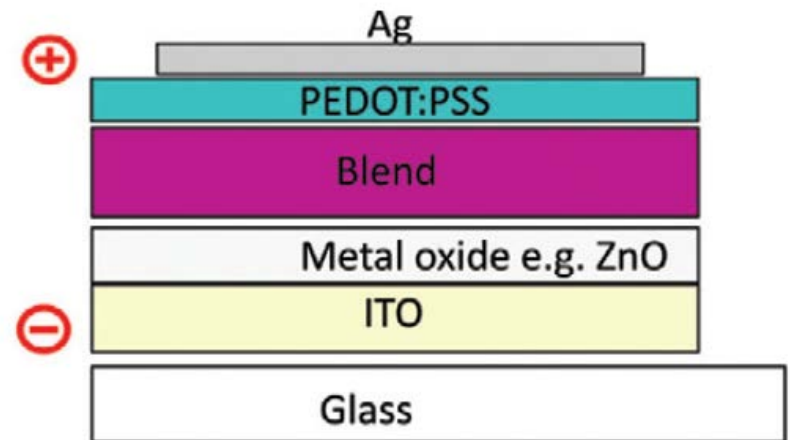 Ag
+
PEDOT:PSS
Blend
Metal oxide e.g. ZnO
ITO
−
Glass